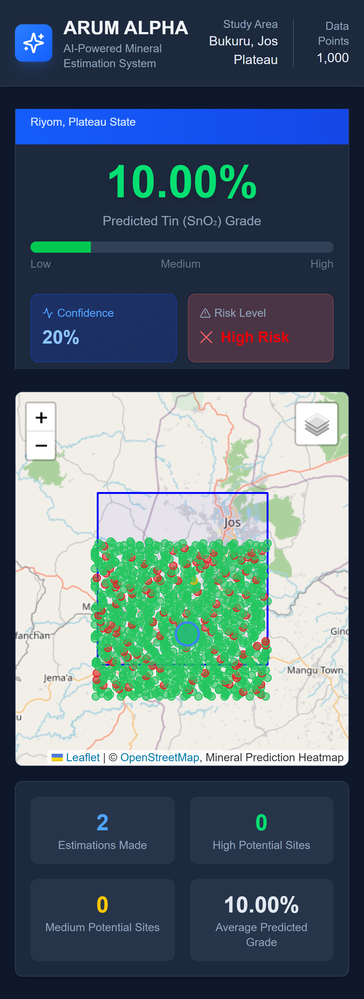 ARUM ALPHA
AI-Powered Mineral
Estimation System
Study Area
Bukuru, Jos
Plateau
Data
Points
1,000
Riyom, Plateau State
10.00%
Predicted Tin (SnO₂) Grade
Low
Medium
High
Confidence
20%
Risk Level
High Risk
+
−
Jos
M
fanchan
Gind
Mangu Town
Jema'a
u
Leaflet | © OpenStreetMap, Mineral Prediction Heatmap
2
Estimations Made
0
High Potential Sites
0
Medium Potential Sites
10.00%
Average Predicted
Grade